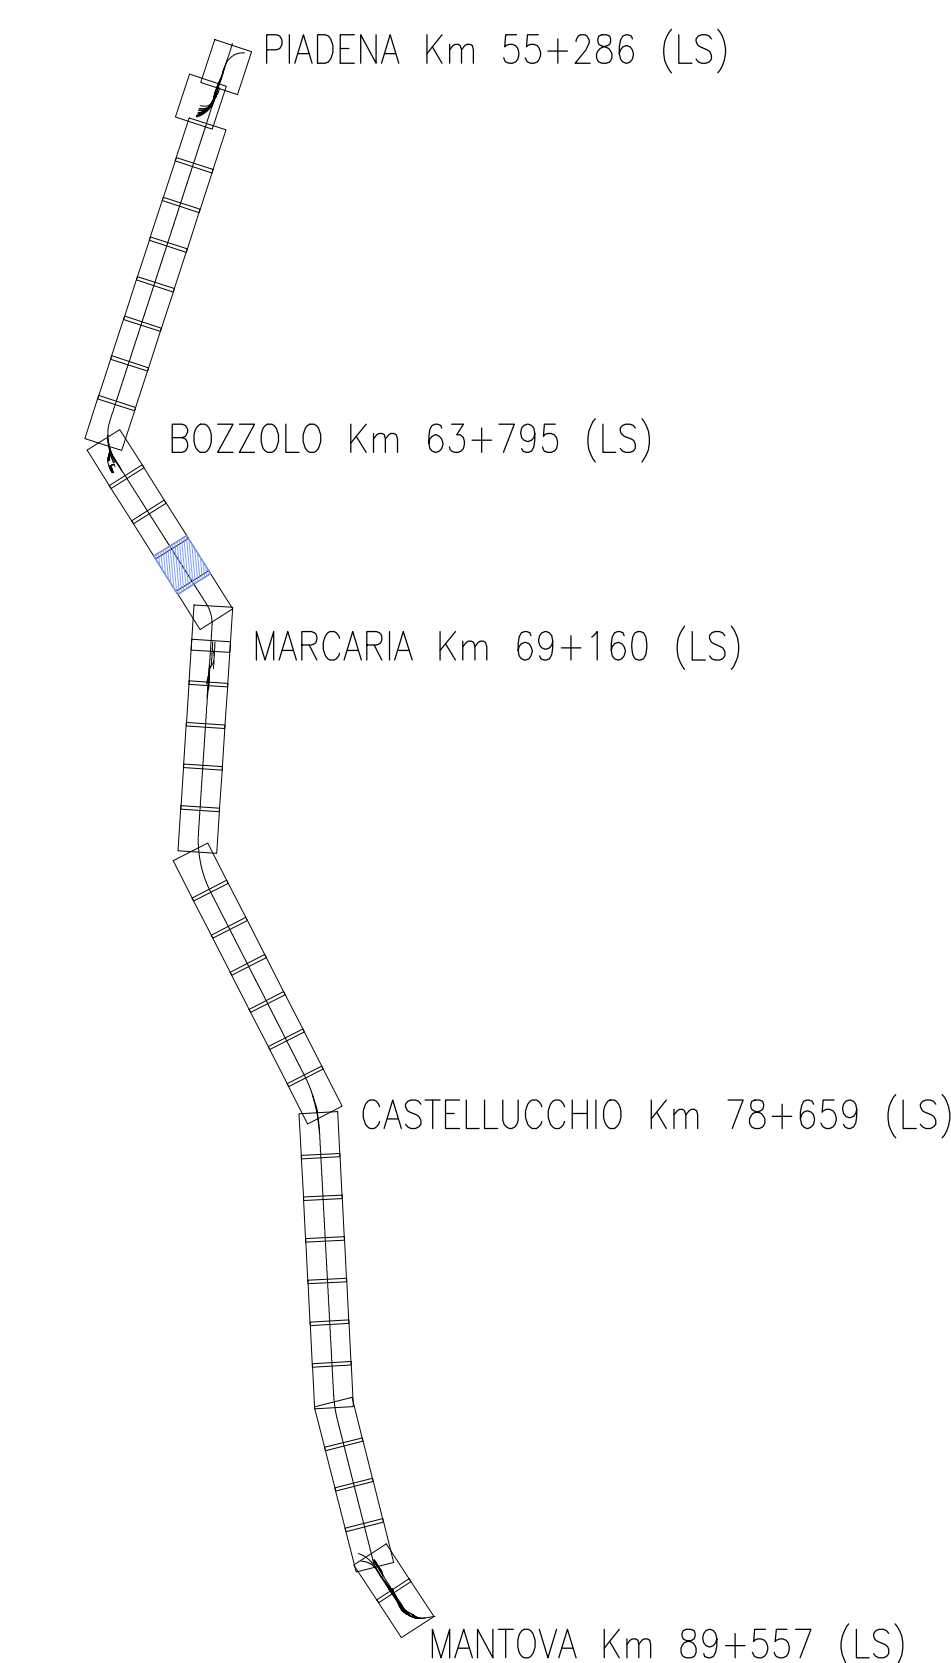 PIADENA Km 55+286 (LS)
BOZZOLO Km 63+795 (LS)
MARCARIA Km 69+160 (LS)
CASTELLUCCHIO Km 78+659 (LS)
MANTOVA Km 89+557 (LS)